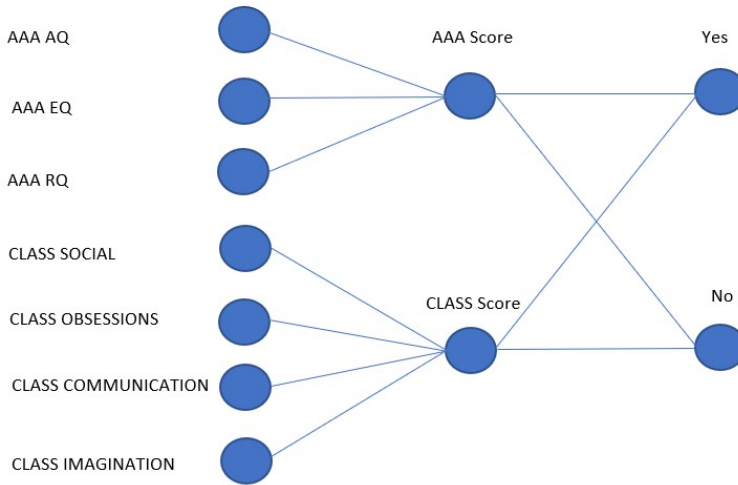 AAA AQ
AAA Score
Yes
AAA EQ
AAA RQ
CLASS SOCIAL
CLASS OBSESSIONS
CLASS Score
No
CLASS COMMUNICATION
CLASS IMAGINATION